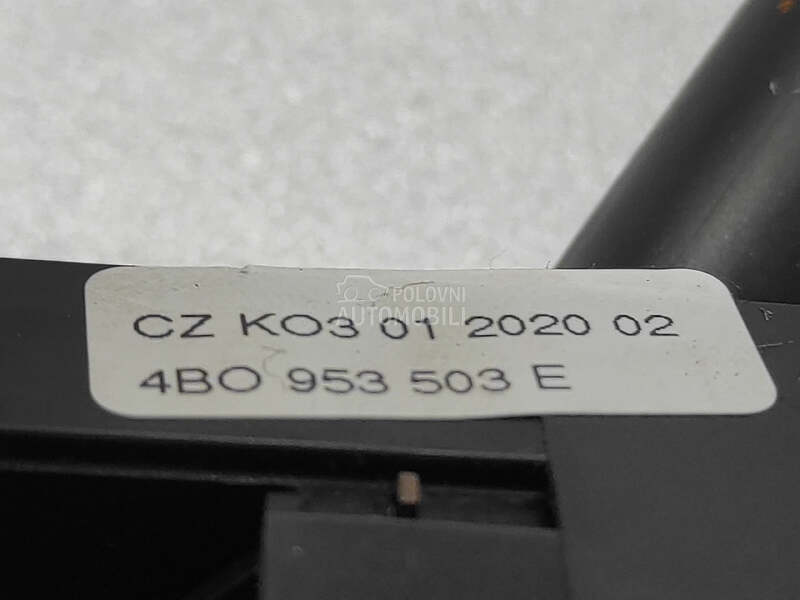 POLOVNI
AUTOMOBILI
CZ KO3 01 2020 02
4BO 953 503 E